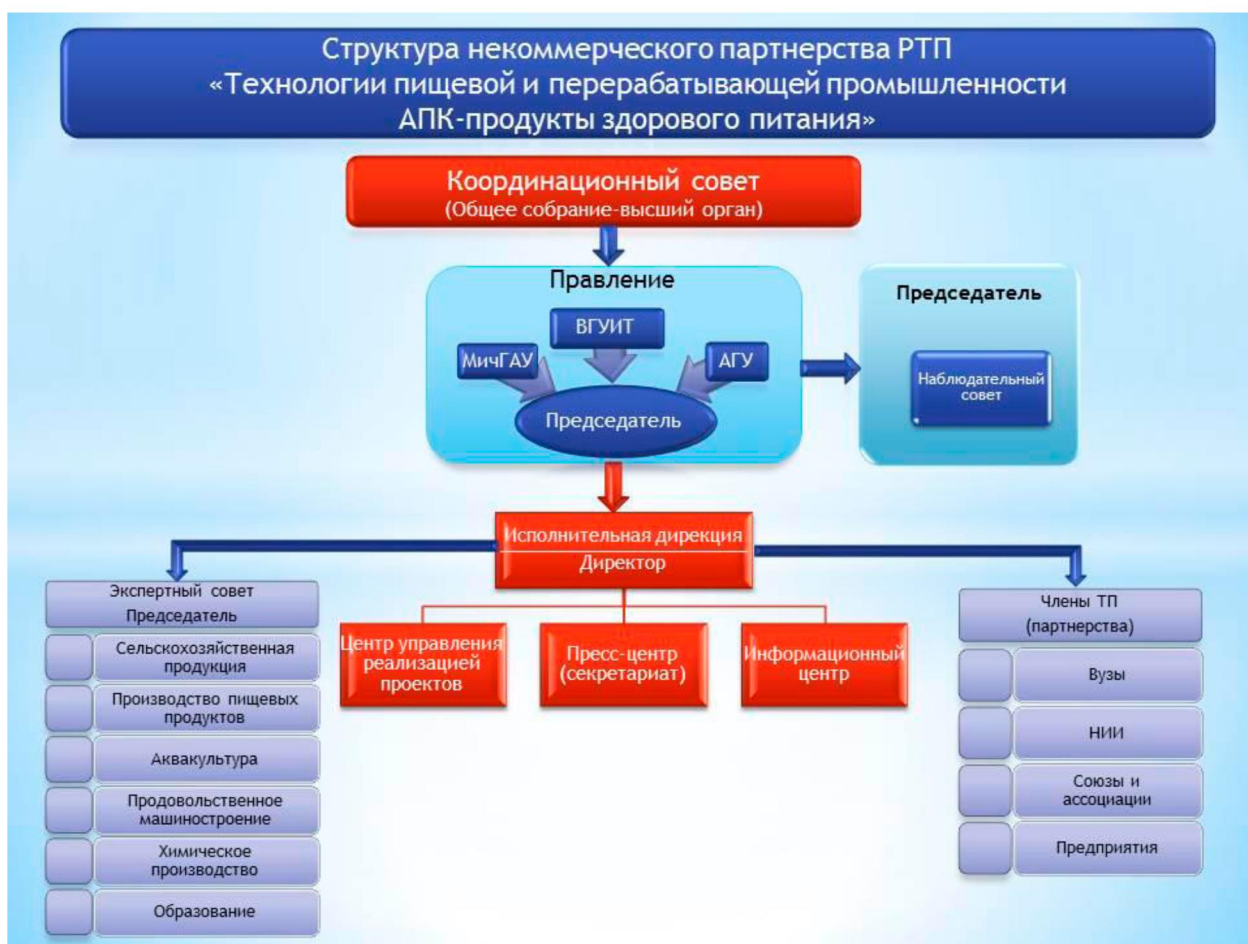 Структура некоммерческого партнерства РТП
«Технологии пищевой и перерабатывающей промышленности
АПК-продукты здорового питания»
Координационный совет
(Общее собрание-высший орган)
Правление
ВГУИТ
МичГАУ
АГУ
Председатель
Председатель
Наблюдательный
совет
Исполнительная дирекция
Директор
Экспертный совет
Председатель
Сельскохозяйственная
продукция
Производство пищевых
продуктов
Аквакультура
Продовольственное
машиностроение
Химическое
производство
Образование
Центр управления
реализацией
проектов
Пресс-центр
(секретариат)
Информационный
центр
Члены ТП
(партнерства)
Вузы
НИИ
Союзы и
ассоциации
Предприятия